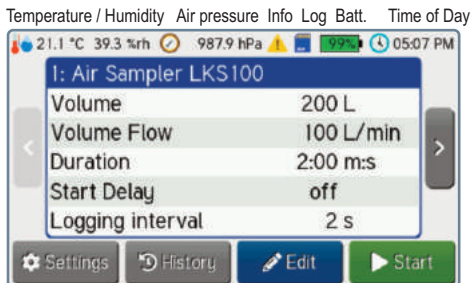 Temperature / Humidity Air pressure Info Log Batt. Time of Day
21.1 °C 39.3 %rh 987.9 hPa 99% 05:07 PM
1: Air Sampler LKS100
Volume 200 L
Volume Flow 100 L/min
Duration 2:00 m:s
Start Delay off
Logging interval 2 s
< >
Settings History Edit Start